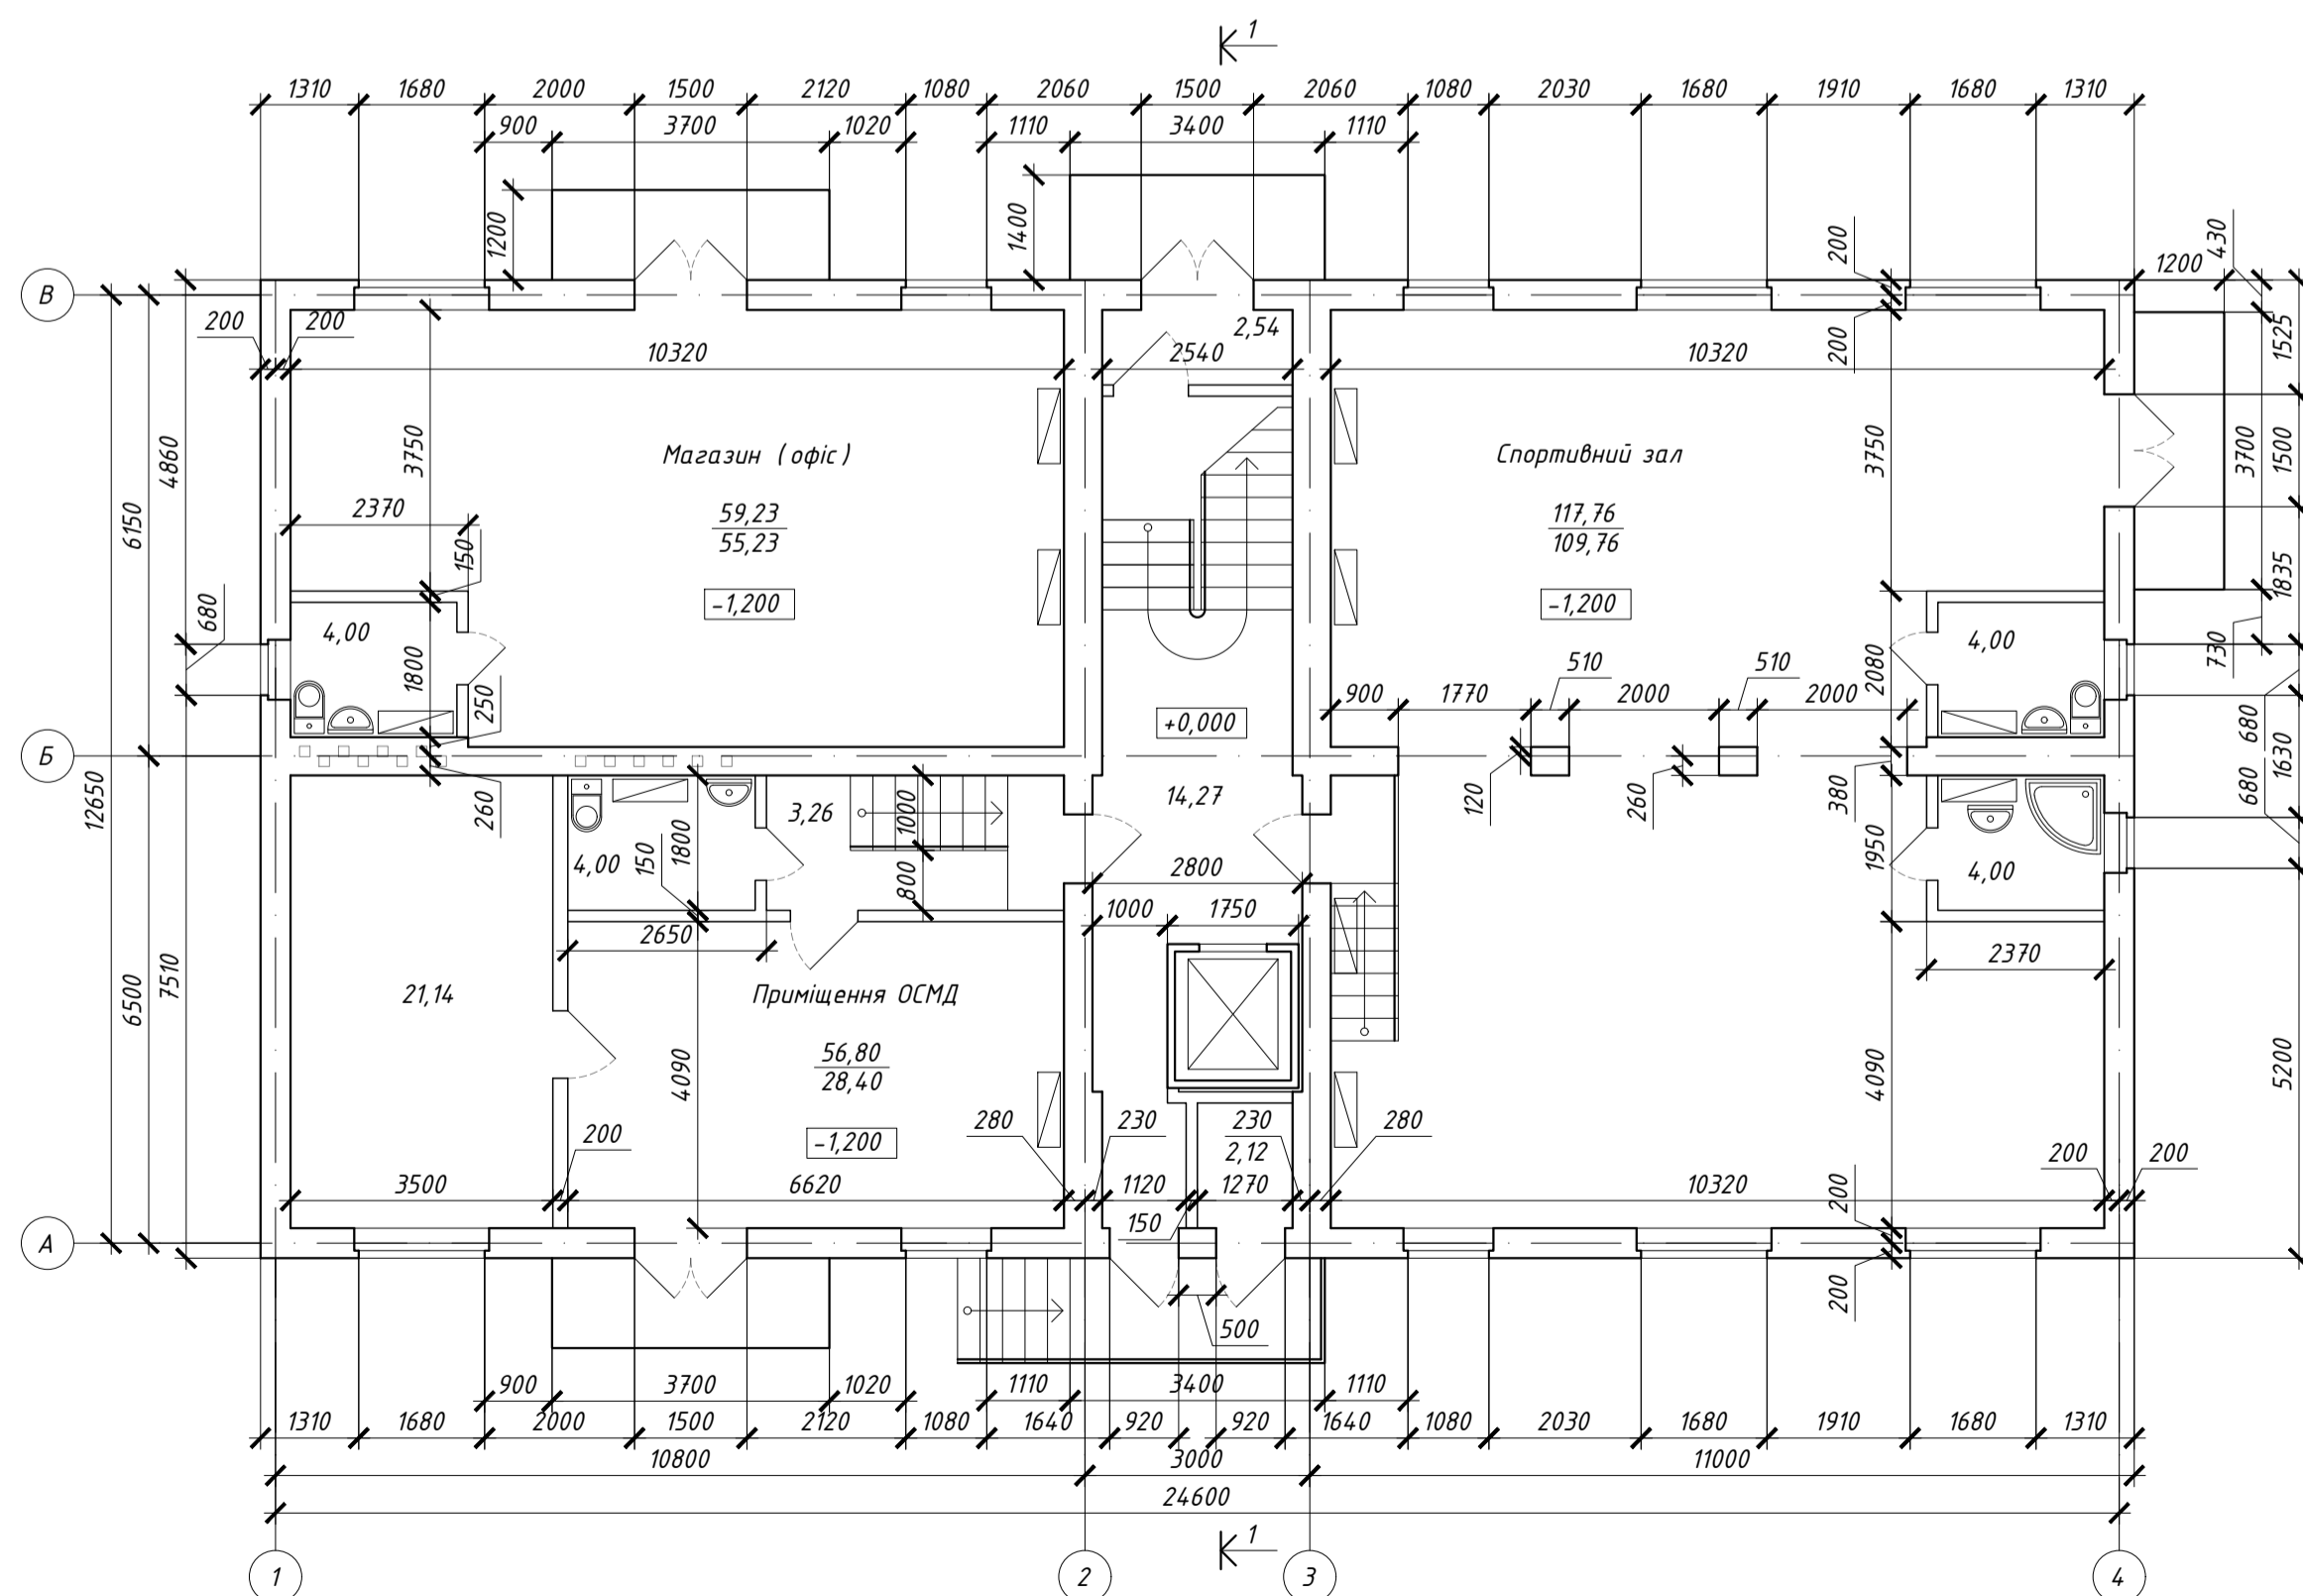 1
1310 1680 2000 1500 2120 1080 2060 1500 2060 1080 2030 1680 1910 1680 1310
900 3700 1020 1110 3400 1110
1200 1400 200 430
1200
В
200 200 2,54 200 1525
10320 2540 10320
4860 3750 Магазин (офіс) Спортивний зал 3750 3700 1500
6150 2370 59,23 117,76
55,23 109,76
150 1835
680 -1,200 -1,200
4,00 4,00
1800 510 510 2080 730
250 900 1770 2000 2000
+0,000 680
Б
1630
12650 260 1000 14,27 120 260 380 680
3,26
4,00 150 1800 800 2800 1950 4,00
1000 1750
2650 2370
6500 7510 21,14 Приміщення ОСМД
56,80
28,40
4090 4090 5200
280 230 230 280
200 -1,200 2,12 200 200
3500 6620 1120 1270 10320 200
150
А
200
500
900 3700 1020 1110 3400 1110
1310 1680 2000 1500 2120 1080 1640 920 920 1640 1080 2030 1680 1910 1680 1310
10800 3000 11000
24600
1
1 2 3 4